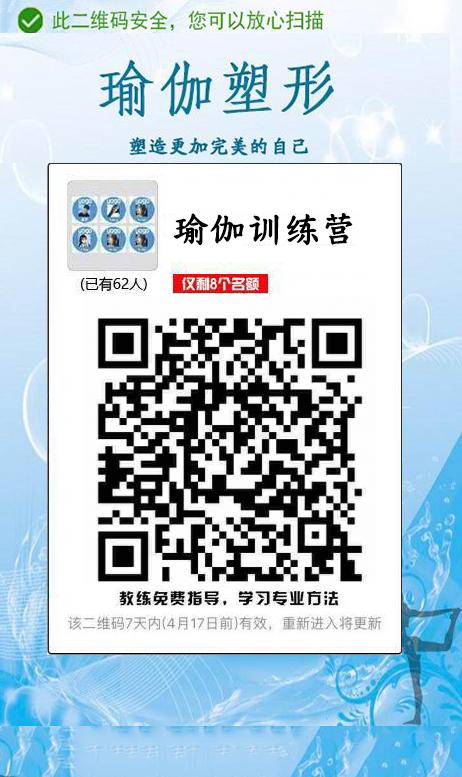 此二维码安全，您可以放心扫描
瑜伽塑形
塑造更加完美的自己
瑜伽训练营
(已有62人)
仅剩8个名额
教练免费指导，学习专业方法
该二维码7天内(4月17日前)有效，重新进入将更新